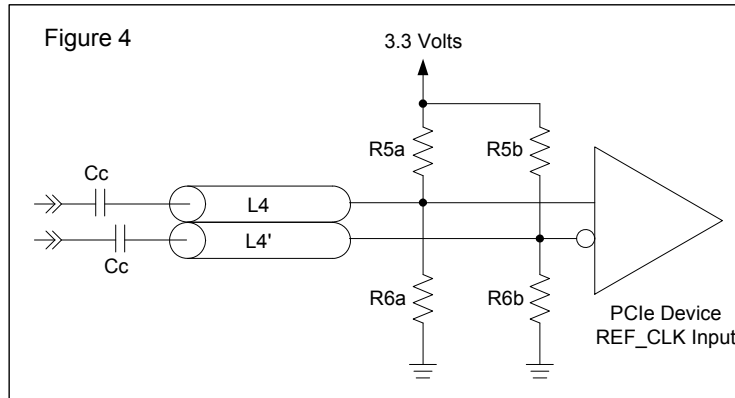 Figure 4
3.3 Volts
R5a
R5b
Cc
L4
L4'
Cc
R6a
R6b
PCIe Device
REF_CLK Input